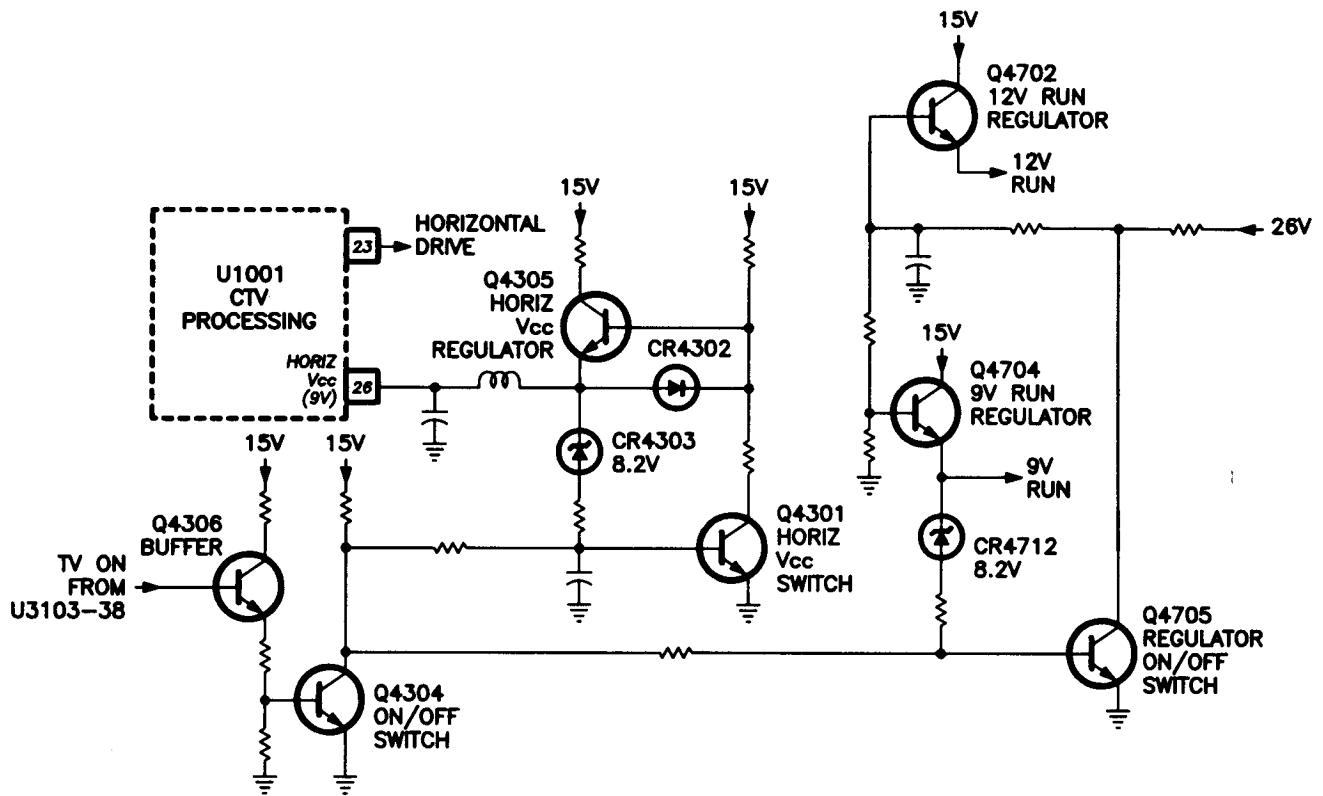 15V
Q4702
12V RUN
REGULATOR
12V
RUN
15V
15V
26V
U1001
CTV
PROCESSING
23
HORIZONTAL
DRIVE
HORIZ
Vcc
(9V)
26
Q4305
HORIZ
Vcc
REGULATOR
CR4302
15V
Q4704
9V RUN
REGULATOR
15V
15V
CR4303
8.2V
9V
RUN
Q4306
BUFFER
TV ON
FROM
U3103-38
Q4301
HORIZ
Vcc
SWITCH
CR4712
8.2V
Q4705
REGULATOR
ON/OFF
SWITCH
Q4304
ON/OFF
SWITCH